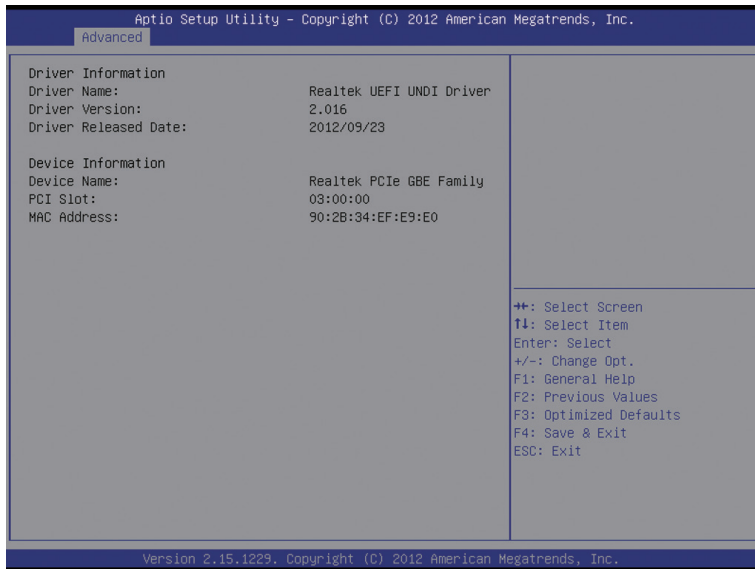 Aptio Setup Utility – Copyright (C) 2012 American Megatrends, Inc.
Advanced
Driver Information
Driver Name: Realtek UEFI UNDI Driver
Driver Version: 2.016
Driver Released Date: 2012/09/23
Device Information
Device Name: Realtek PCIe GBE Family
PCI Slot: 03:00:00
MAC Address: 90:2B:34:EF:E9:E0
→←: Select Screen
↑↓: Select Item
Enter: Select
+/-: Change Opt.
F1: General Help
F2: Previous Values
F3: Optimized Defaults
F4: Save & Exit
ESC: Exit
Version 2.15.1229. Copyright (C) 2012 American Megatrends, Inc.